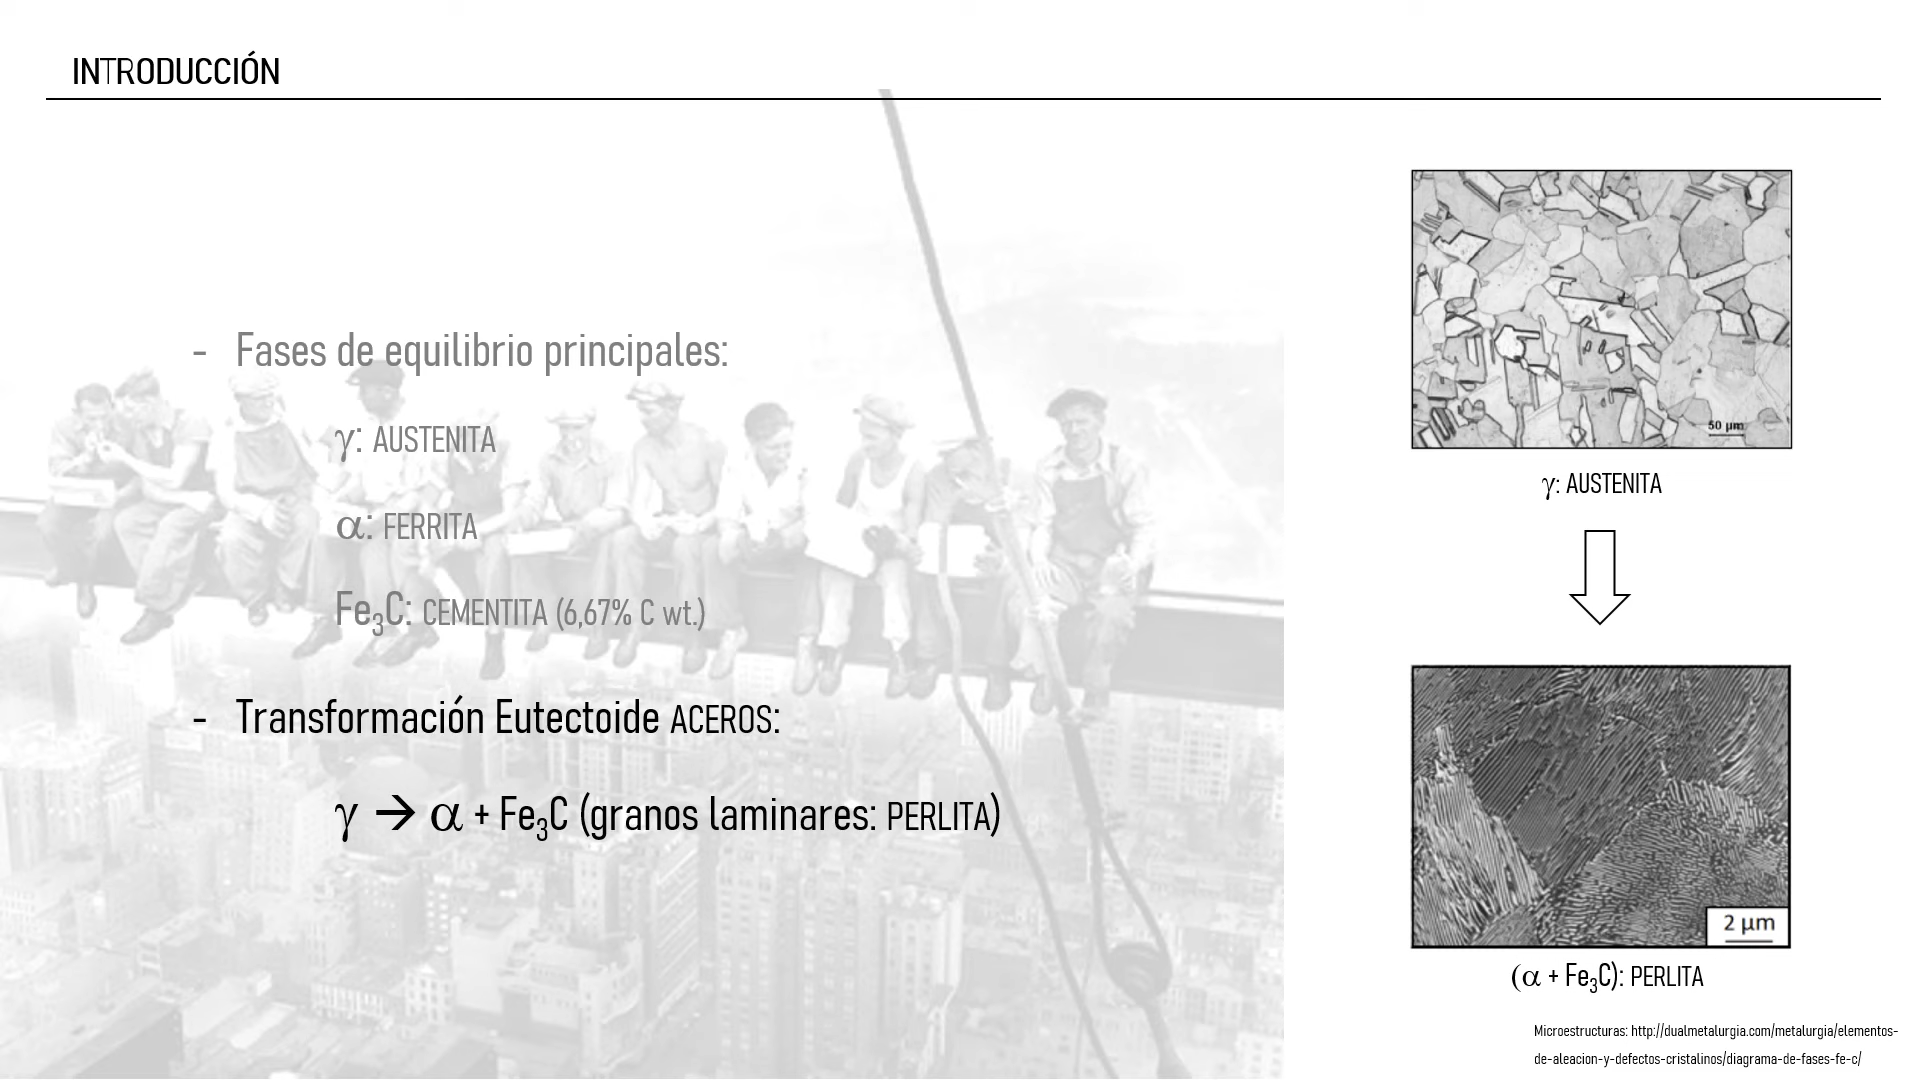 INTRODUCCIÓN
- Fases de equilibrio principales:
γ: AUSTENITA
α: FERRITA
Fe₃C: CEMENTITA (6,67% C wt.)
- Transformación Eutectoide ACEROS:
γ → α + Fe₃C (granos laminares: PERLITA)
50 µm
γ: AUSTENITA
2 µm
(α + Fe₃C): PERLITA
Microestructuras: http://dualmetalurgia.com/metalurgia/elementos-
de-aleacion-y-defectos-cristalinos/diagrama-de-fases-fe-c/